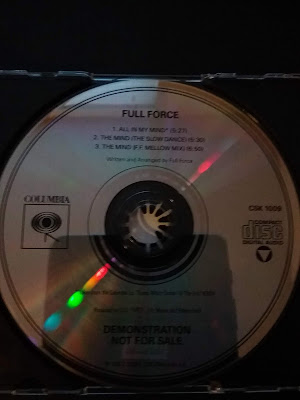 FULL FORCE
1. ALL IN MY MIND* (5:27)
2. THE MIND (THE SLOW DANCE) (5:30)
3. THE MIND (F.F. MELLOW MIX) (6:50)
Written and Arranged by Full Force
COLUMBIA
CSK 1009
COMPACT
disc
DIGITAL AUDIO
DEMONSTRATION
NOT FOR SALE